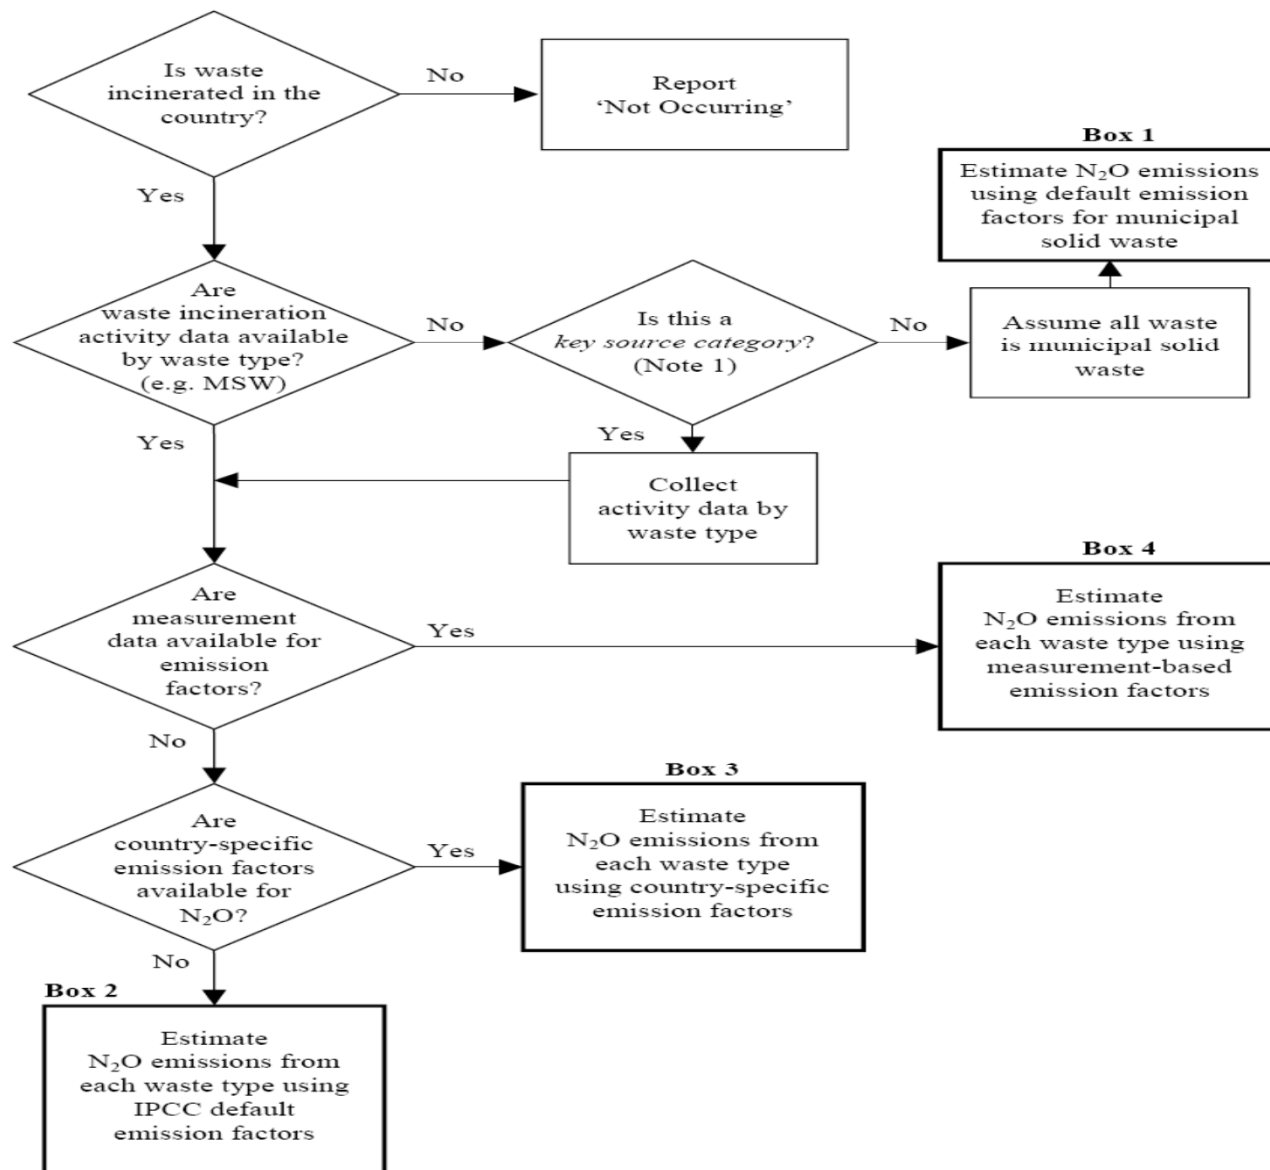 Is waste
incinerated in the
country?
No
Report
‘Not Occurring’
Yes
Box 1
Estimate N₂O emissions
using default emission
factors for municipal
solid waste
Are
waste incineration
activity data available
by waste type?
(e.g. MSW)
No
Is this a
key source category?
(Note 1)
No
Assume all waste
is municipal solid
waste
Yes
Yes
Collect
activity data by
waste type
Are
measurement
data available for
emission
factors?
Yes
Box 4
Estimate
N₂O emissions from
each waste type using
measurement-based
emission factors
No
Are
country-specific
emission factors
available for
N₂O?
Yes
Box 3
Estimate
N₂O emissions from
each waste type
using country-specific
emission factors
No
Box 2
Estimate
N₂O emissions from
each waste type using
IPCC default
emission factors